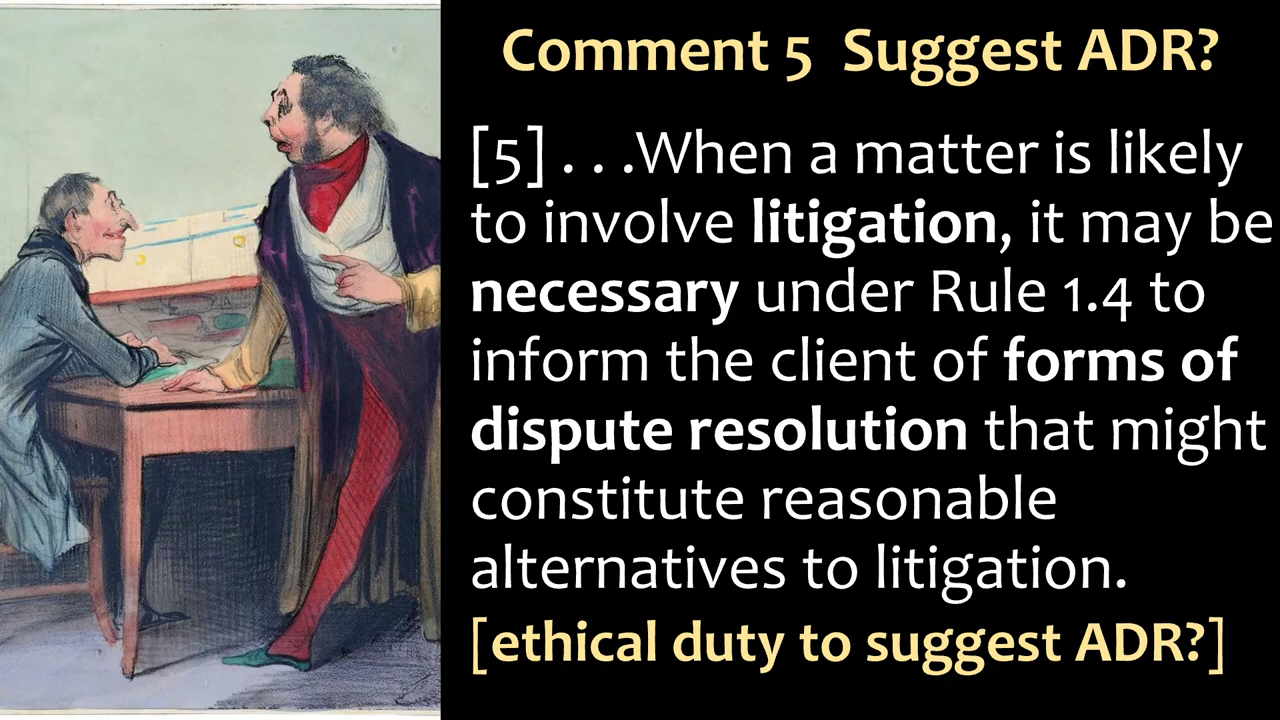 Comment 5 Suggest ADR?
[5] . . .When a matter is likely
to involve litigation, it may be
necessary under Rule 1.4 to
inform the client of forms of
dispute resolution that might
constitute reasonable
alternatives to litigation.
[ethical duty to suggest ADR?]